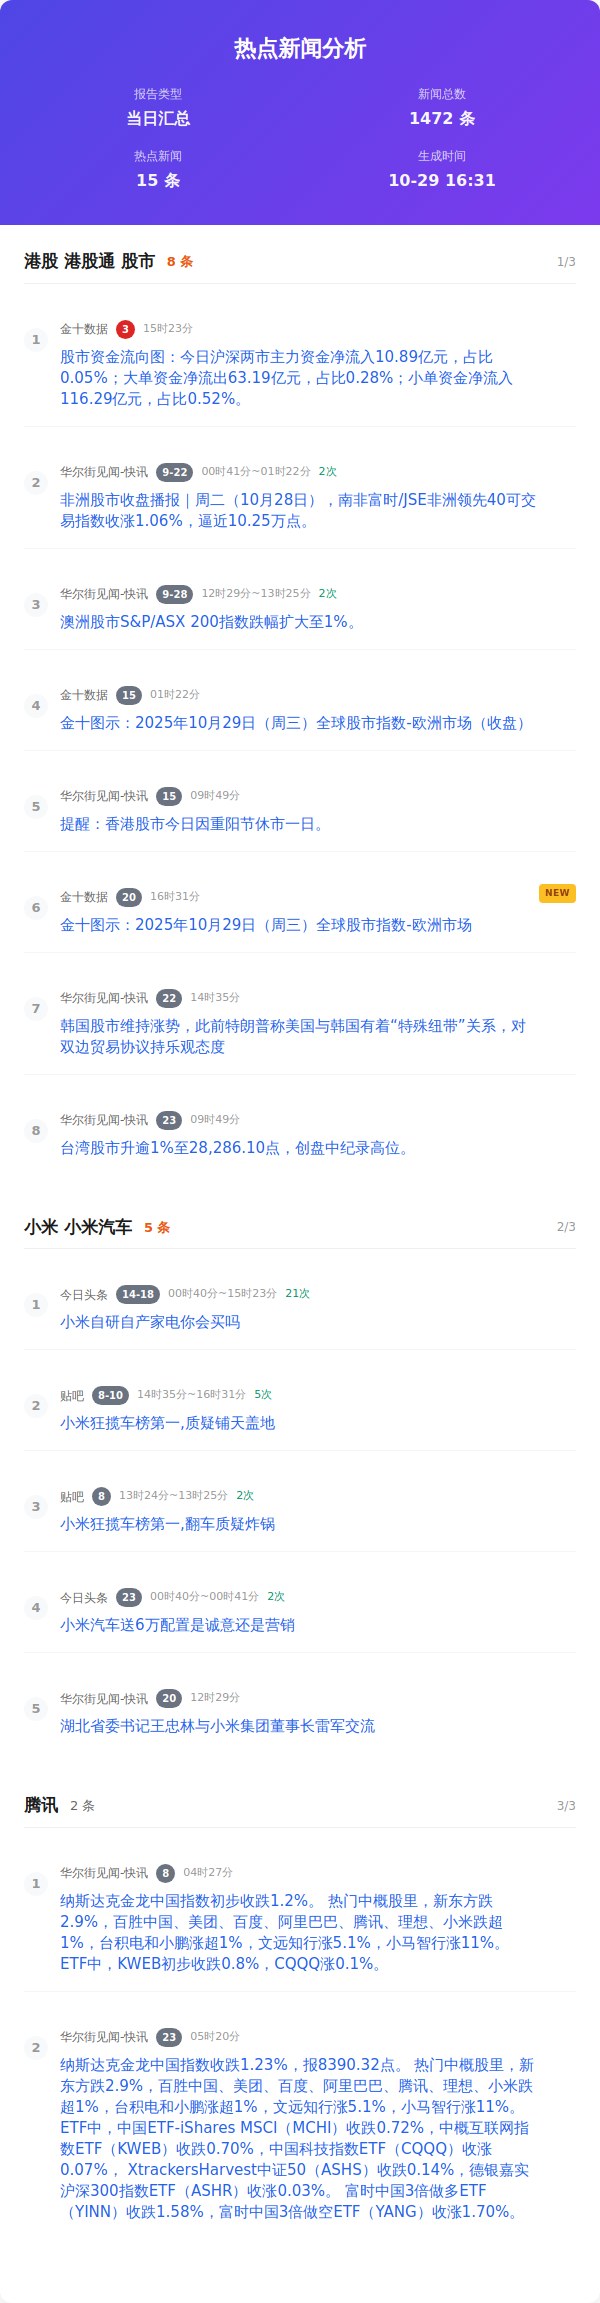 热点新闻分析
报告类型
当日汇总
新闻总数
1472 条
热点新闻
15 条
生成时间
10-29 16:31
港股 港股通 股市 8 条 1/3
1
金十数据 3 15时23分
股市资金流向图：今日沪深两市主力资金净流入10.89亿元，占比
0.05%；大单资金净流出63.19亿元，占比0.28%；小单资金净流入
116.29亿元，占比0.52%。
2
华尔街见闻-快讯 9-22 00时41分~01时22分 2次
非洲股市收盘播报｜周二（10月28日），南非富时/JSE非洲领先40可交
易指数收涨1.06%，逼近10.25万点。
3
华尔街见闻-快讯 9-28 12时29分~13时25分 2次
澳洲股市S&P/ASX 200指数跌幅扩大至1%。
4
金十数据 15 01时22分
金十图示：2025年10月29日（周三）全球股市指数-欧洲市场（收盘）
5
华尔街见闻-快讯 15 09时49分
提醒：香港股市今日因重阳节休市一日。
6
金十数据 20 16时31分 NEW
金十图示：2025年10月29日（周三）全球股市指数-欧洲市场
7
华尔街见闻-快讯 22 14时35分
韩国股市维持涨势，此前特朗普称美国与韩国有着“特殊纽带”关系，对
双边贸易协议持乐观态度
8
华尔街见闻-快讯 23 09时49分
台湾股市升逾1%至28,286.10点，创盘中纪录高位。
小米 小米汽车 5 条 2/3
1
今日头条 14-18 00时40分~15时23分 21次
小米自研自产家电你会买吗
2
贴吧 8-10 14时35分~16时31分 5次
小米狂揽车榜第一,质疑铺天盖地
3
贴吧 8 13时24分~13时25分 2次
小米狂揽车榜第一,翻车质疑炸锅
4
今日头条 23 00时40分~00时41分 2次
小米汽车送6万配置是诚意还是营销
5
华尔街见闻-快讯 20 12时29分
湖北省委书记王忠林与小米集团董事长雷军交流
腾讯 2 条 3/3
1
华尔街见闻-快讯 8 04时27分
纳斯达克金龙中国指数初步收跌1.2%。 热门中概股里，新东方跌
2.9%，百胜中国、美团、百度、阿里巴巴、腾讯、理想、小米跌超
1%，台积电和小鹏涨超1%，文远知行涨5.1%，小马智行涨11%。
ETF中，KWEB初步收跌0.8%，CQQQ涨0.1%。
2
华尔街见闻-快讯 23 05时20分
纳斯达克金龙中国指数收跌1.23%，报8390.32点。 热门中概股里，新
东方跌2.9%，百胜中国、美团、百度、阿里巴巴、腾讯、理想、小米跌
超1%，台积电和小鹏涨超1%，文远知行涨5.1%，小马智行涨11%。
ETF中，中国ETF-iShares MSCI（MCHI）收跌0.72%，中概互联网指
数ETF（KWEB）收跌0.70%，中国科技指数ETF（CQQQ）收涨
0.07%， XtrackersHarvest中证50（ASHS）收跌0.14%，德银嘉实
沪深300指数ETF（ASHR）收涨0.03%。 富时中国3倍做多ETF
（YINN）收跌1.58%，富时中国3倍做空ETF（YANG）收涨1.70%。